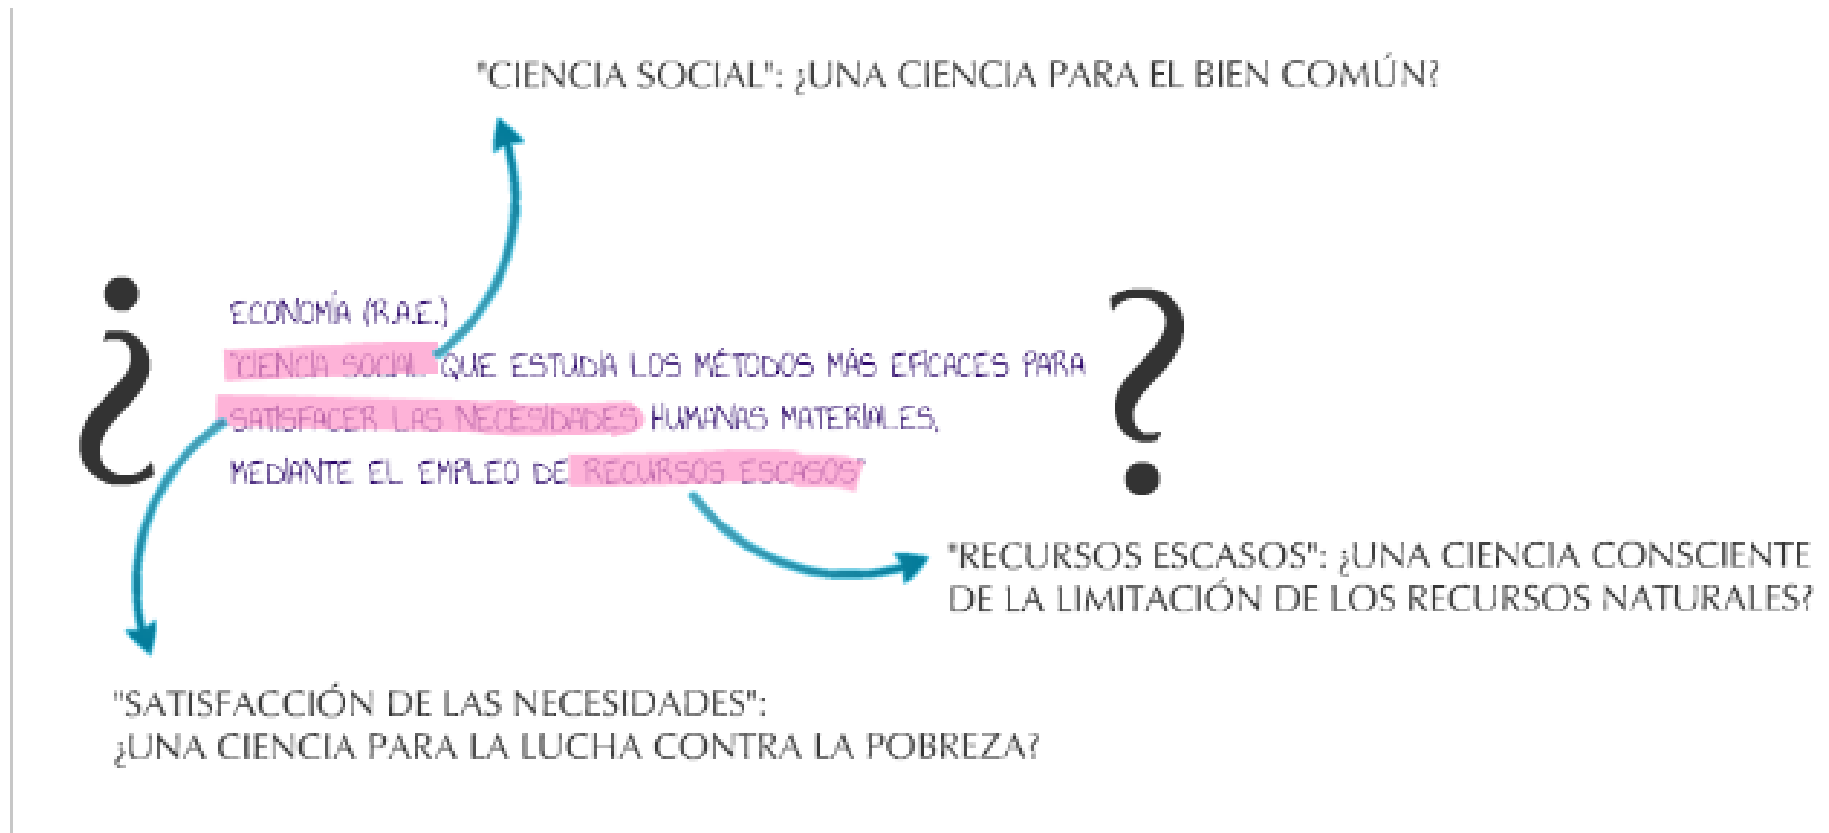 "CIENCIA SOCIAL": ¿UNA CIENCIA PARA EL BIEN COMÚN?
¿
ECONOMÍA (R.A.E.)
"CIENCIA SOCIAL QUE ESTUDIA LOS MÉTODOS MÁS EFICACES PARA
SATISFACER LAS NECESIDADES HUMANAS MATERIALES,
MEDIANTE EL EMPLEO DE RECURSOS ESCASOS"
?
"RECURSOS ESCASOS": ¿UNA CIENCIA CONSCIENTE
DE LA LIMITACIÓN DE LOS RECURSOS NATURALES?
"SATISFACCIÓN DE LAS NECESIDADES":
¿UNA CIENCIA PARA LA LUCHA CONTRA LA POBREZA?